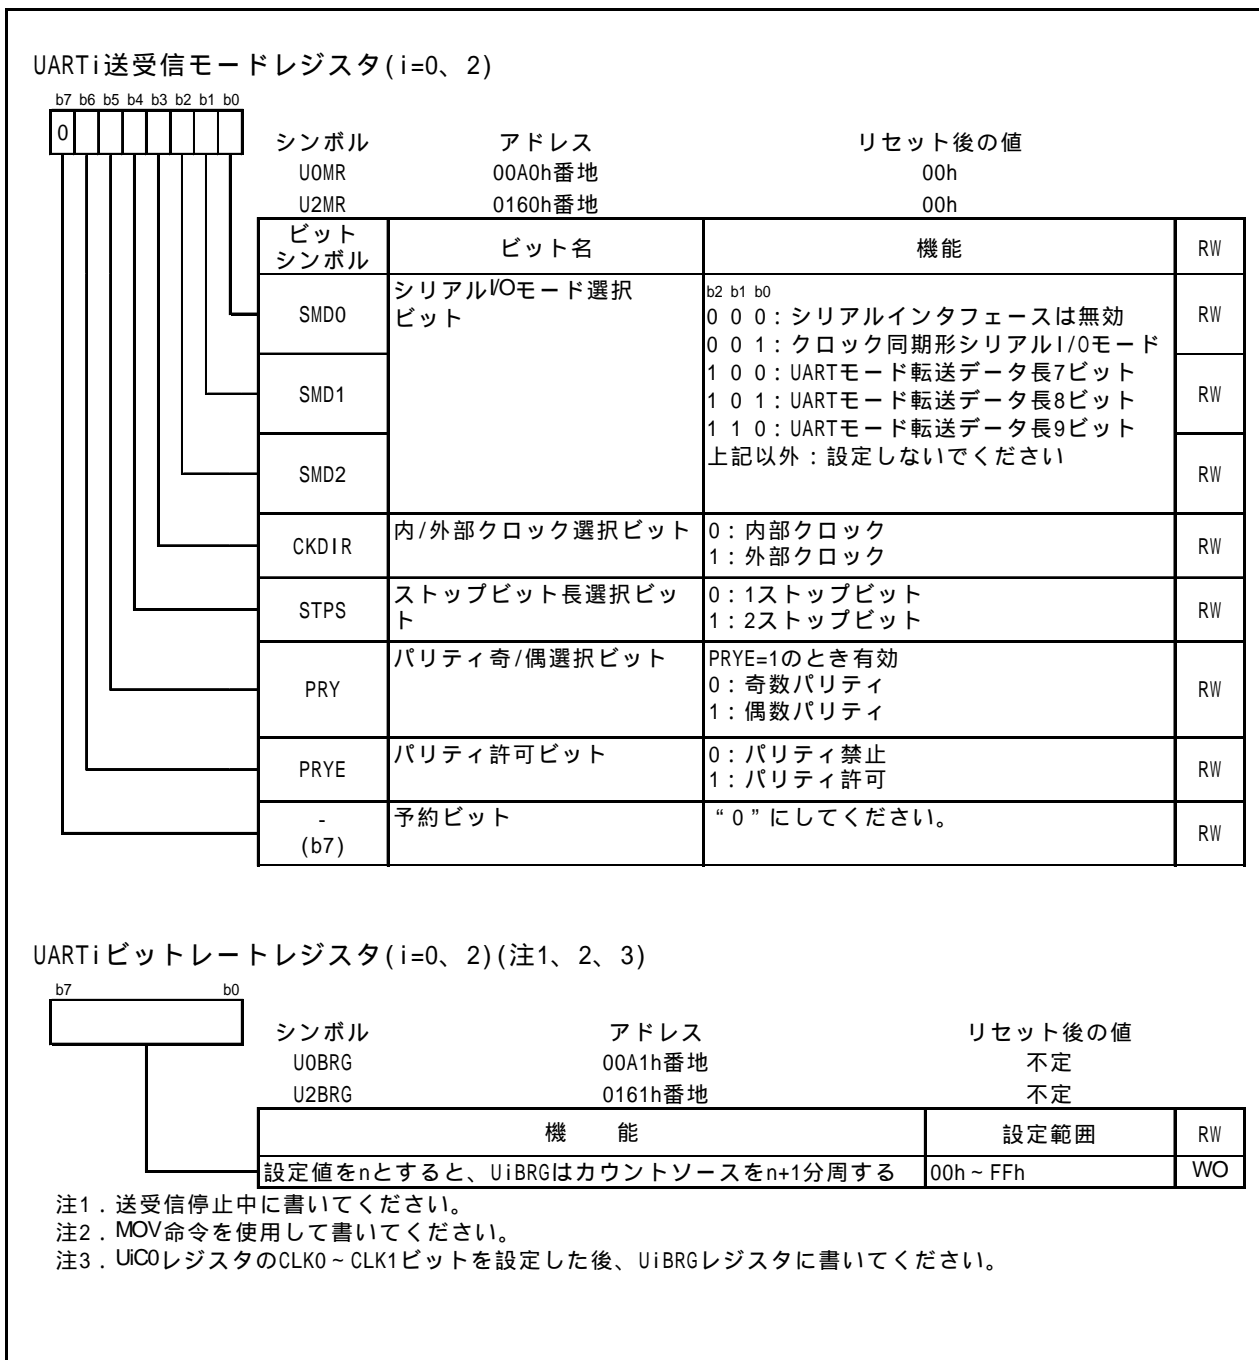 UARTi送受信モードレジスタ(i=0、2)
b7 b6 b5 b4 b3 b2 b1 b0
0
シンボル アドレス リセット後の値
U0MR 00A0h番地 00h
U2MR 0160h番地 00h
ビット
シンボル
ビット名 機能 RW
SMD0
シリアルI/Oモード選択
ビット
b2 b1 b0
0 0 0：シリアルインタフェースは無効
0 0 1：クロック同期形シリアルI/Oモード
1 0 0：UARTモード転送データ長7ビット
1 0 1：UARTモード転送データ長8ビット
1 1 0：UARTモード転送データ長9ビット
上記以外：設定しないでください
RW
SMD1 RW
SMD2 RW
CKDIR
内/外部クロック選択ビット
0：内部クロック
1：外部クロック
RW
STPS
ストップビット長選択ビッ
ト
0：1ストップビット
1：2ストップビット
RW
PRY
パリティ奇/偶選択ビット
PRYE=1のとき有効
0：奇数パリティ
1：偶数パリティ
RW
PRYE
パリティ許可ビット
0：パリティ禁止
1：パリティ許可
RW
-
(b7)
予約ビット
“0”にしてください。
RW
UARTiビットレートレジスタ(i=0、2)(注1、2、3)
b7 b0
シンボル アドレス リセット後の値
U0BRG 00A1h番地 不定
U2BRG 0161h番地 不定
機 能 設定範囲 RW
設定値をnとすると、UiBRGはカウントソースをn+1分周する 00h～FFh WO
注1．送受信停止中に書いてください。
注2．MOV命令を使用して書いてください。
注3．UiC0レジスタのCLK0～CLK1ビットを設定した後、UiBRGレジスタに書いてください。